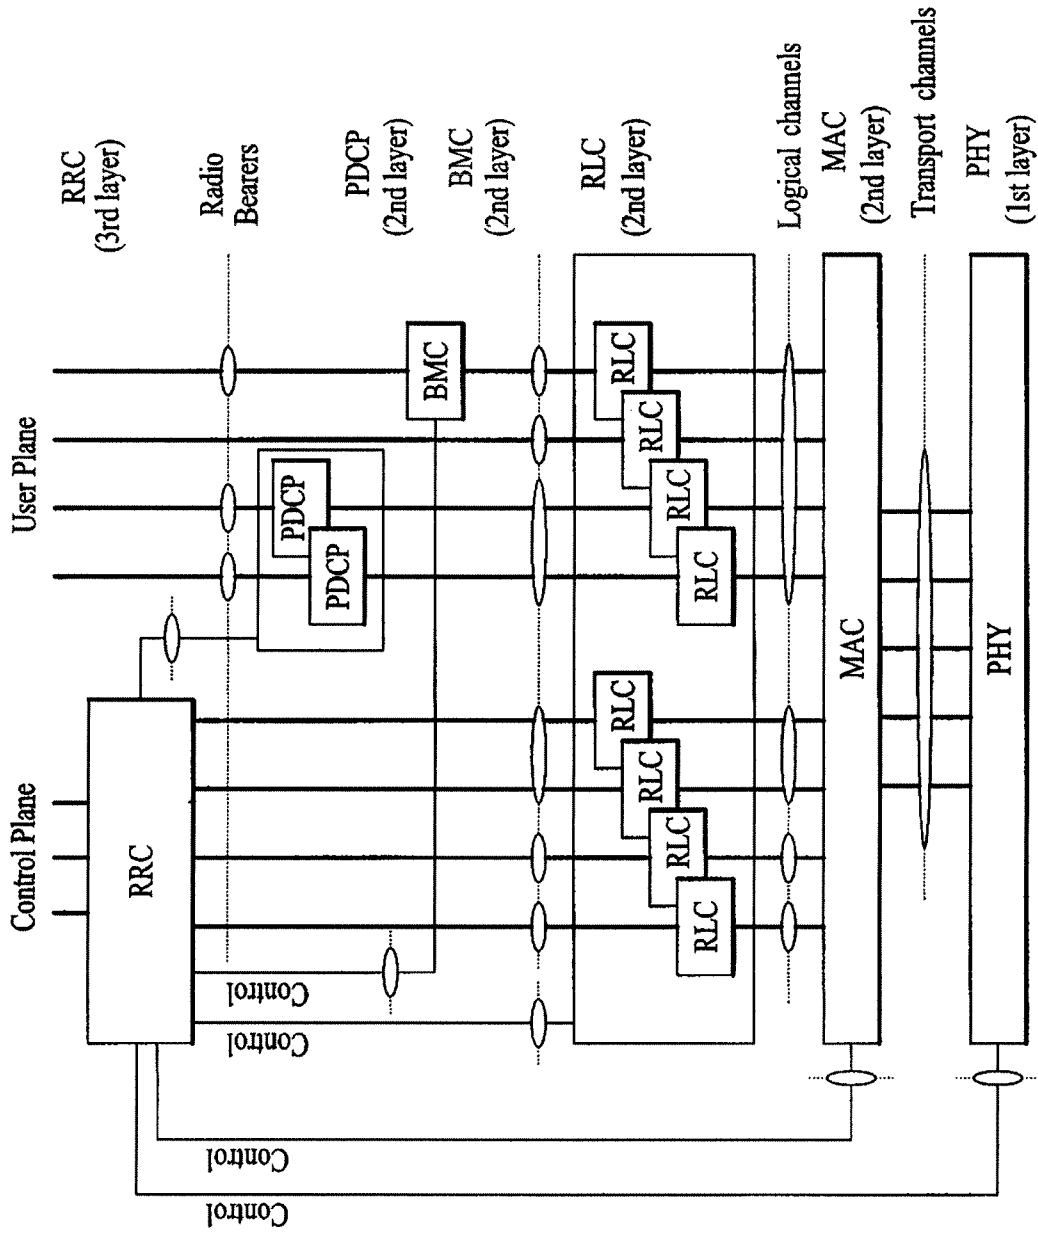 Control Plane
User Plane
RRC
(3rd layer)
Radio
Bearers
PDCP
(2nd layer)
BMC
(2nd layer)
RLC
(2nd layer)
Logical channels
MAC
(2nd layer)
Transport channels
PHY
(1st layer)
RRC
PDCP
PDCP
BMC
Control
Control
Control
Control
RLC
RLC
RLC
RLC
RLC
RLC
RLC
RLC
MAC
PHY